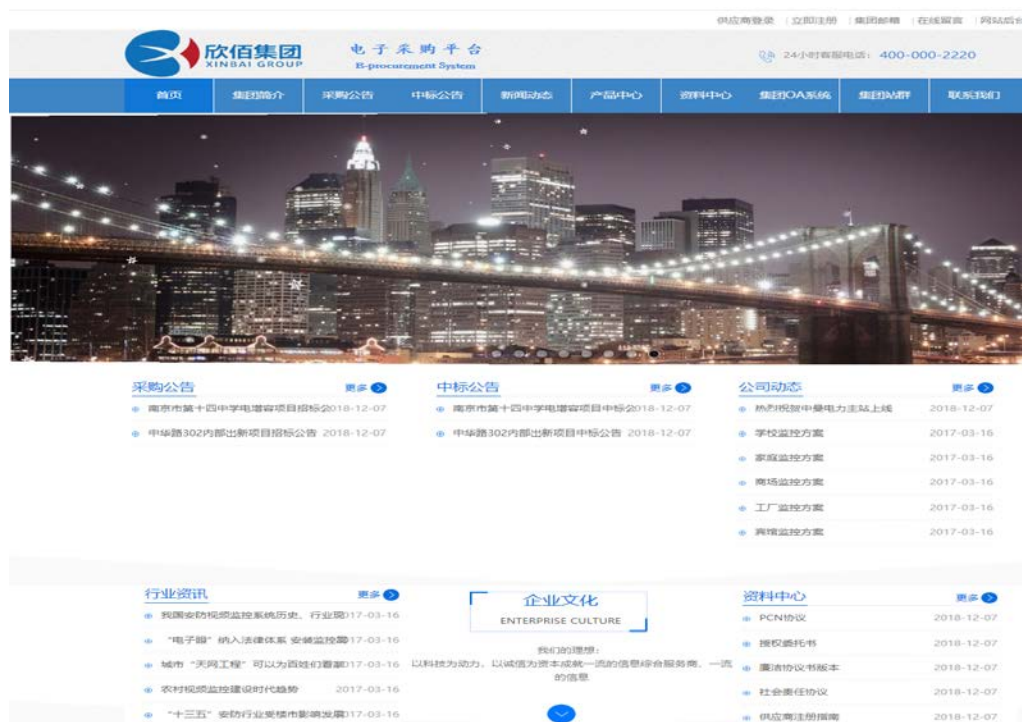 供应商登录 | 立即注册 | 集团邮箱 | 在线留言 | 网站后台
欣佰集团
XINBAI GROUP
电子采购平台
E-procurement System
24小时客服电话: 400-000-2220
首页 集团简介 采购公告 中标公告 新闻动态 产品中心 资料中心 集团OA系统 集团站群 联系我们
采购公告 更多
南京市第十四中学电增容项目招标公 018-12-07
中华路302内部出新项目招标公告 2018-12-07
中标公告 更多
南京市第十四中学电增容项目中标公 018-12-07
中华路302内部出新项目中标公告 2018-12-07
公司动态 更多
热烈祝贺中曼电力主站上线 2018-12-07
学校监控方案 2017-03-16
家庭监控方案 2017-03-16
商场监控方案 2017-03-16
工厂监控方案 2017-03-16
宾馆监控方案 2017-03-16
行业资讯 更多
我国安防视频监控系统历史、行业现 017-03-16
“电子眼”纳入法律体系 安装监控 017-03-16
城市“天网工程”可以为百姓们看家 017-03-16
农村视频监控建设时代趋势 2017-03-16
“十三五”安防行业受楼市影响发展 017-03-16
企业文化
ENTERPRISE CULTURE
我们的理想:
以科技为动力、以诚信为资本成就一流的信息综合服务商、一流的信息
资料中心 更多
PCN协议 2018-12-07
授权委托书 2018-12-07
廉洁协议书版本 2018-12-07
社会责任协议 2018-12-07
供应商注册指南 2018-12-07